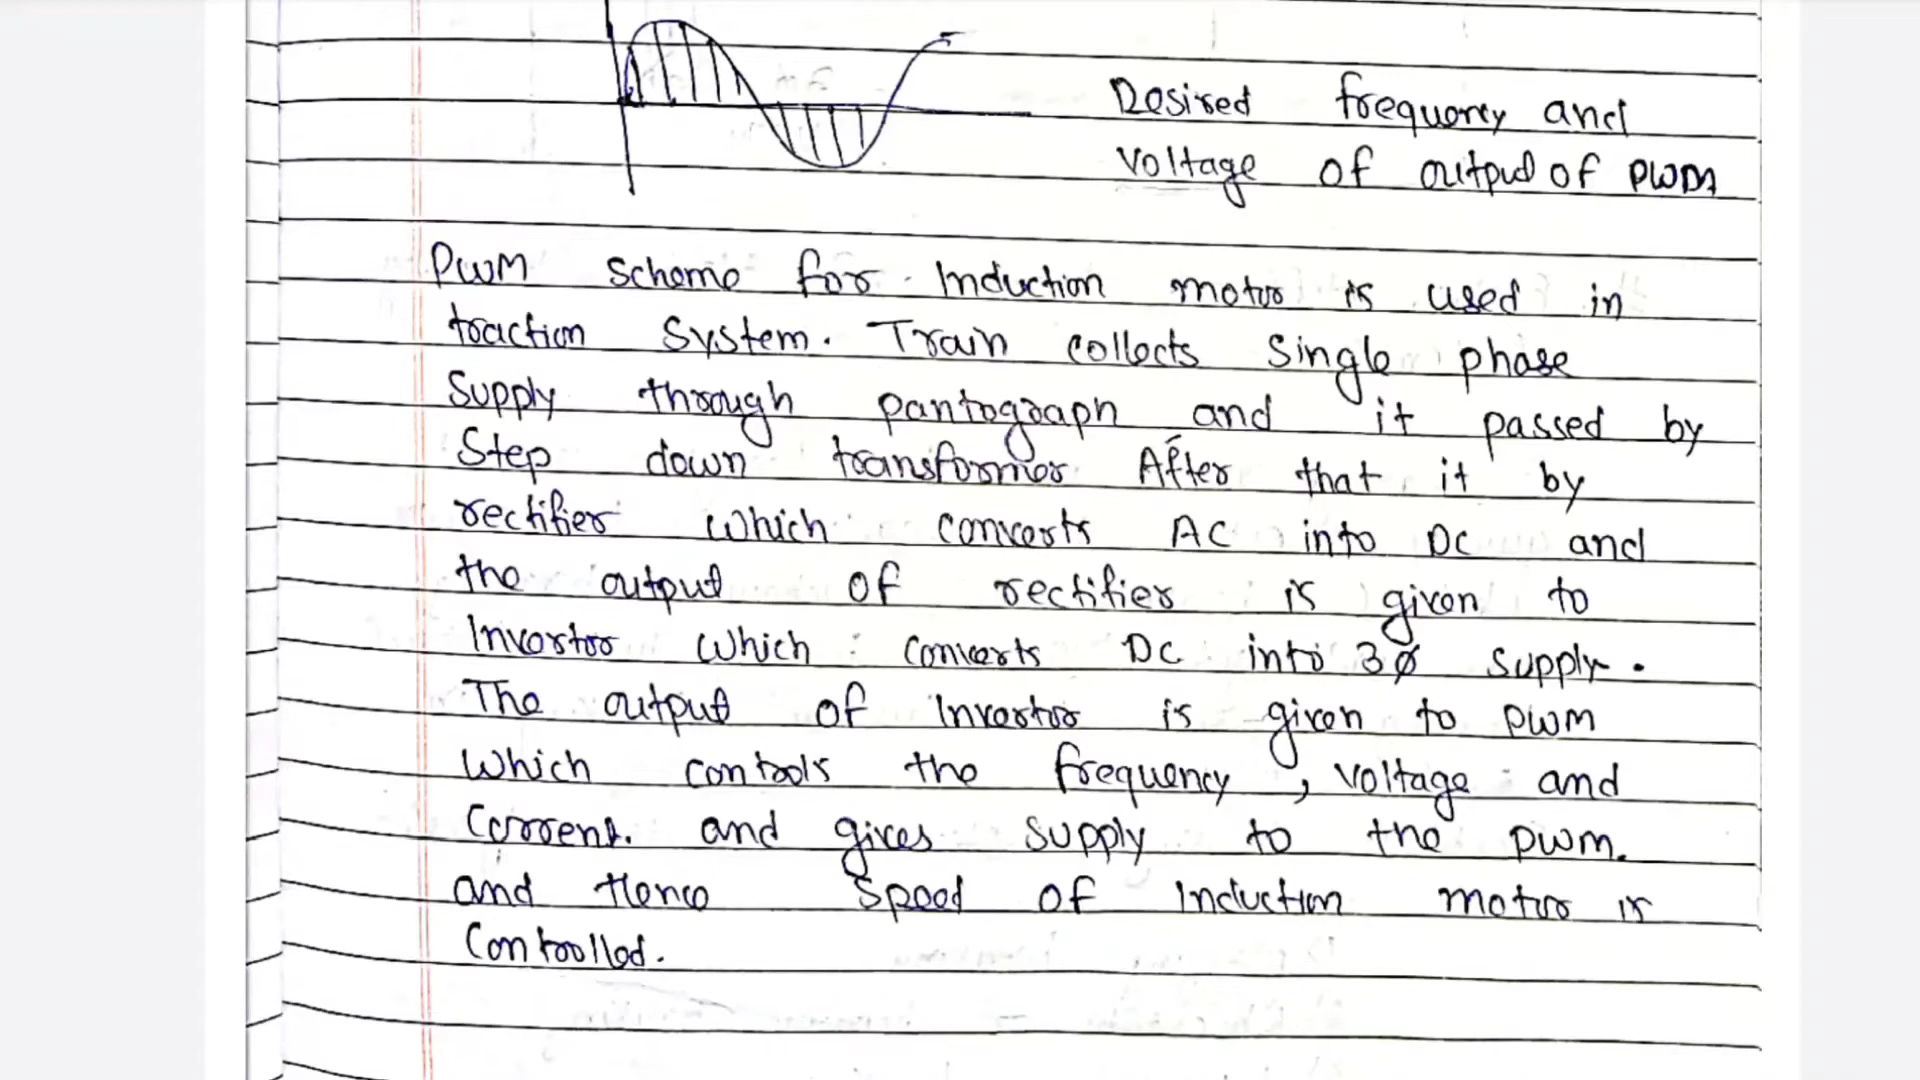 Desired frequency and
Voltage of output of PWM
PWM scheme for Induction motor is used in
traction system. Train collects single phase
supply through pantograph and it passed by
Step down transformer After that it by
rectifier which converts AC into DC and
the output of rectifier is given to
Invertor which converts DC into 3Ø supply.
The output of invertor is given to PWM
which controls the frequency, voltage and
Current. and gives supply to the PWM.
and Hence speed of induction motor is
Controlled.